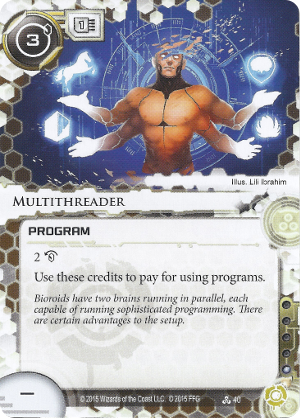 3
1
Illus. Lili Ibrahim
MULTITHREADER
PROGRAM
2
Use these credits to pay for using programs.
Bioroids have two brains running in parallel, each
capable of running sophisticated programming. There
are certain advantages to the setup.
–
© 2015 Wizards of the Coast LLC. © 2015 FFG 40